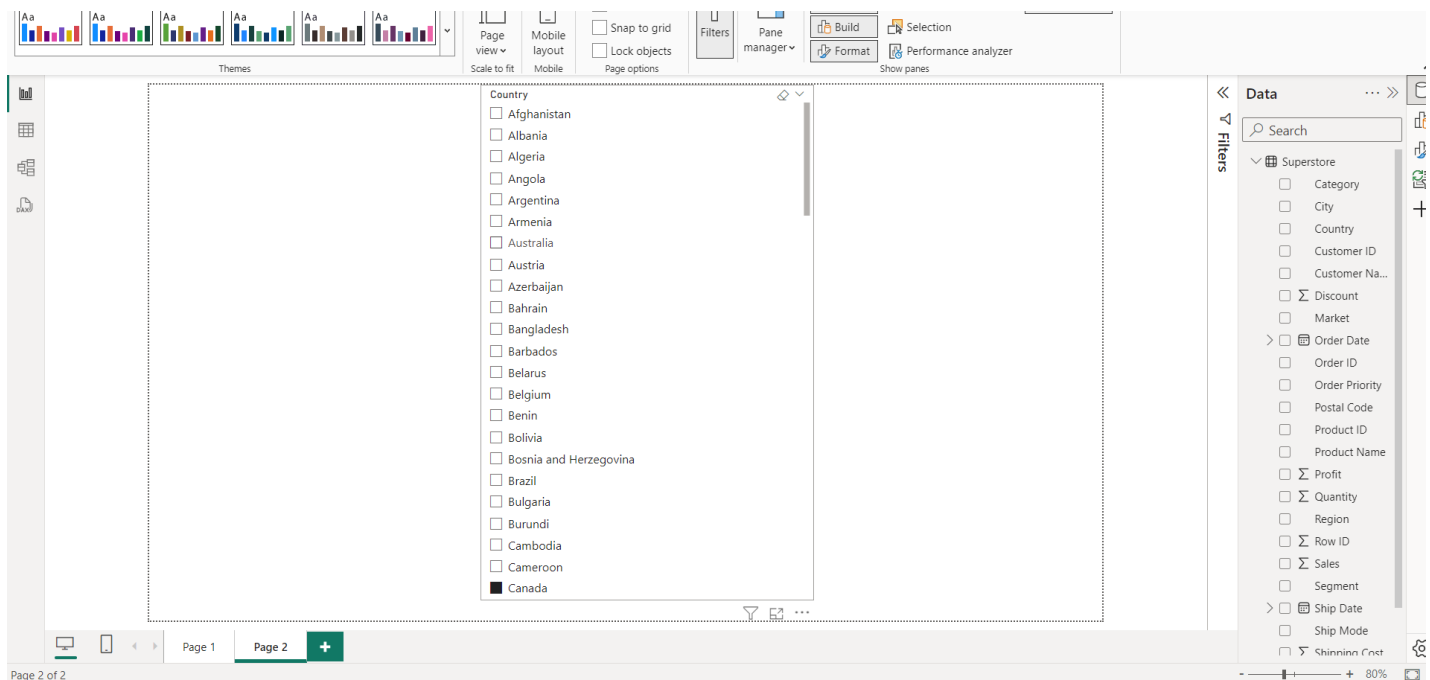 Aa Aa Aa Aa Aa Aa
Page view
Mobile layout
Snap to grid
Lock objects
Filters
Pane manager
Build
Format
Selection
Performance analyzer
Themes
Scale to fit
Mobile
Page options
Show panes
DAX
Country
Afghanistan
Albania
Algeria
Angola
Argentina
Armenia
Australia
Austria
Azerbaijan
Bahrain
Bangladesh
Barbados
Belarus
Belgium
Benin
Bolivia
Bosnia and Herzegovina
Brazil
Bulgaria
Burundi
Cambodia
Cameroon
Canada
Filters
Data
Search
Superstore
Category
City
Country
Customer ID
Customer Na...
∑ Discount
Market
Order Date
Order ID
Order Priority
Postal Code
Product ID
Product Name
∑ Profit
∑ Quantity
Region
∑ Row ID
∑ Sales
Segment
Ship Date
Ship Mode
∑ Shipping Cost
Page 1
Page 2
+
Page 2 of 2
- + 80%